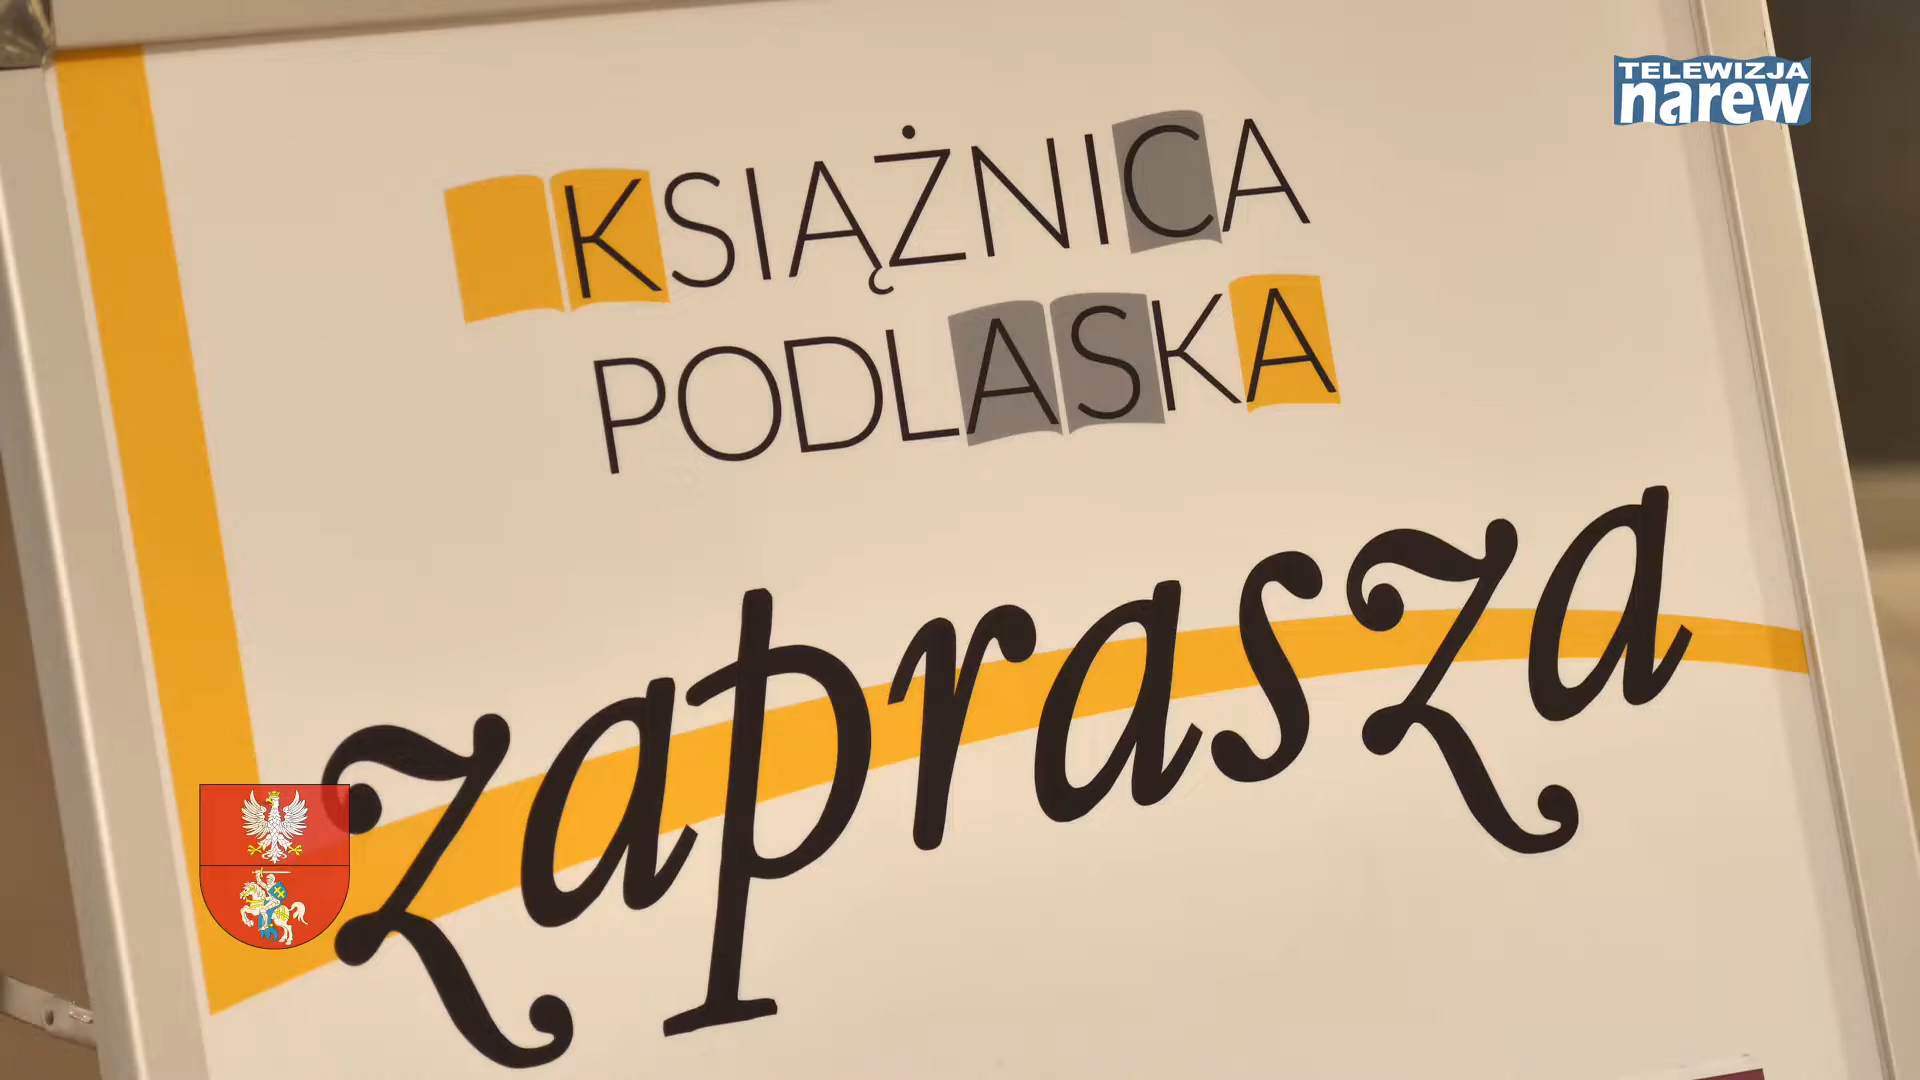 TELEWIZJA
narew
KSIĄŻNICA
PODLASKA
zaprasza